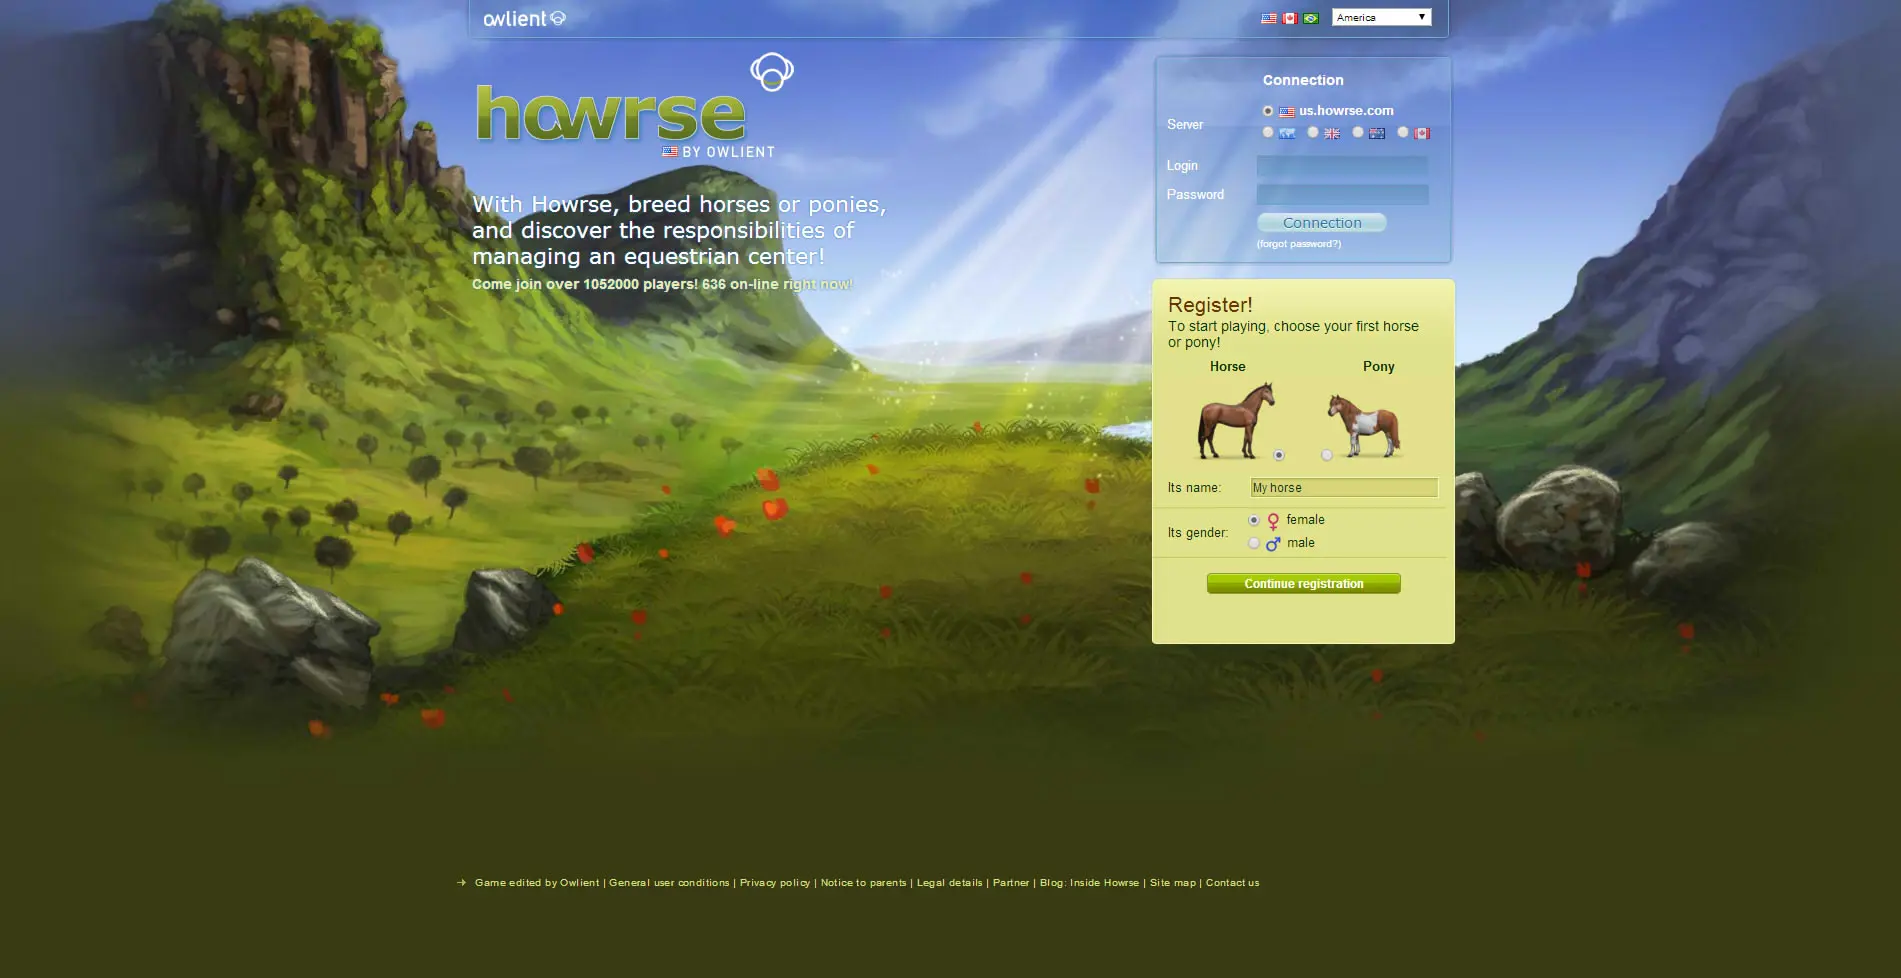 owlient
America
howrse
BY OWLIENT
With Howrse, breed horses or ponies,
and discover the responsibilities of
managing an equestrian center!
Come join over 1052000 players! 636 on-line right now!
Connection
Server
us.howrse.com
Login
Password
Connection
(forgot password?)
Register!
To start playing, choose your first horse
or pony!
Horse Pony
Its name: My horse
Its gender: female
male
Continue registration
Game edited by Owlient | General user conditions | Privacy policy | Notice to parents | Legal details | Partner | Blog: Inside Howrse | Site map | Contact us